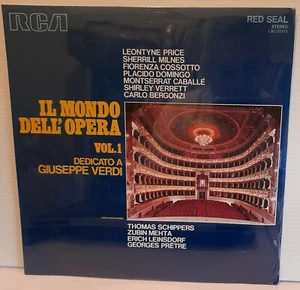 RCA
RED SEAL
STEREO
LEONTYNE PRICE
SHERRILL MILNES
FIORENZA COSSOTTO
PLACIDO DOMINGO
MONTSERRAT CABALLÉ
SHIRLEY VERRETT
CARLO BERGONZI
IL MONDO
DELL'OPERA
VOL.1
DEDICATO A
GIUSEPPE VERDI
THOMAS SCHIPPERS
ZUBIN MEHTA
ERICH LEINSDORF
GEORGES PRÊTRE